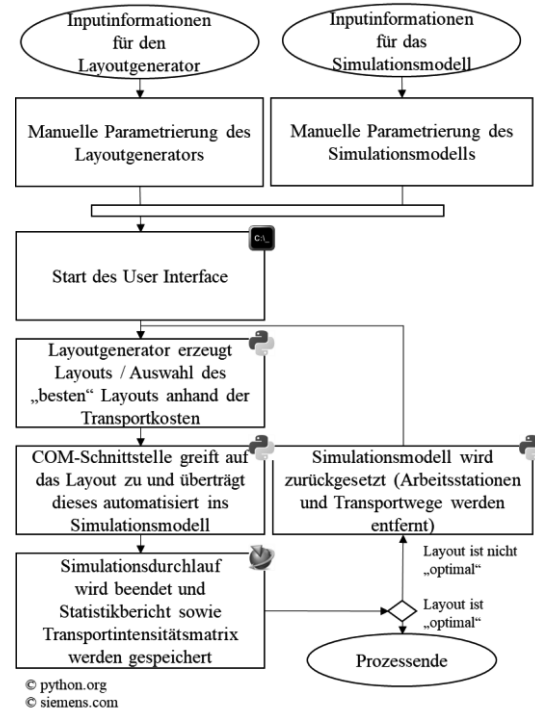 Inputinformationen
für den
Layoutgenerator
Inputinformationen
für das
Simulationsmodell
Manuelle Parametrierung des
Layoutgenerators
Manuelle Parametrierung des
Simulationsmodells
C:\_
Start des User Interface
Layoutgenerator erzeugt
Layouts / Auswahl des
„besten“ Layouts anhand der
Transportkosten
COM-Schnittstelle greift auf
das Layout zu und überträgt
dieses automatisiert ins
Simulationsmodell
Simulationsmodell wird
zurückgesetzt (Arbeitsstationen
und Transportwege werden
entfernt)
Simulationsdurchlauf
wird beendet und
Statistikbericht sowie
Transportintensitätsmatrix
werden gespeichert
Layout ist nicht
„optimal“
Layout ist
„optimal“
Prozessende
© python.org
© siemens.com